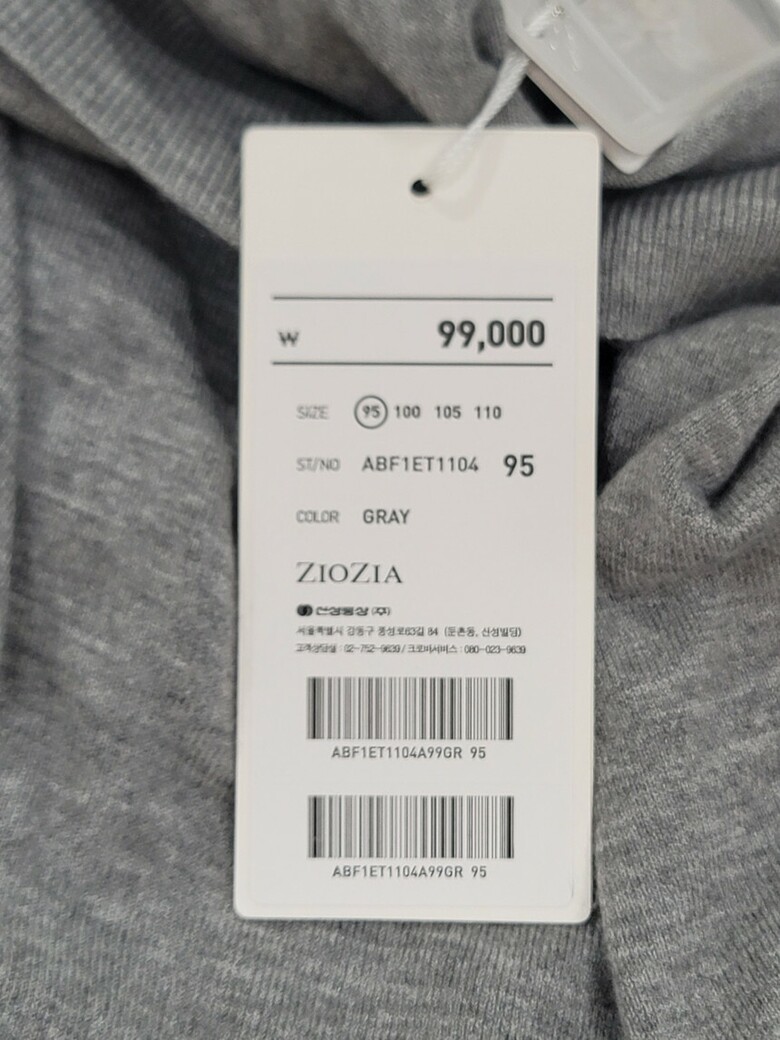 ₩ 99,000
SIZE 95 100 105 110
ST/NO ABF1ET1104 95
COLOR GRAY
ZIOZIA
신성통상 (주)
서울특별시 강동구 풍성로63길 84 (둔촌동, 신성빌딩)
고객상담실 : 02-752-9639 / 크로버서비스 : 080-023-9639
ABF1ET1104A99GR 95
ABF1ET1104A99GR 95